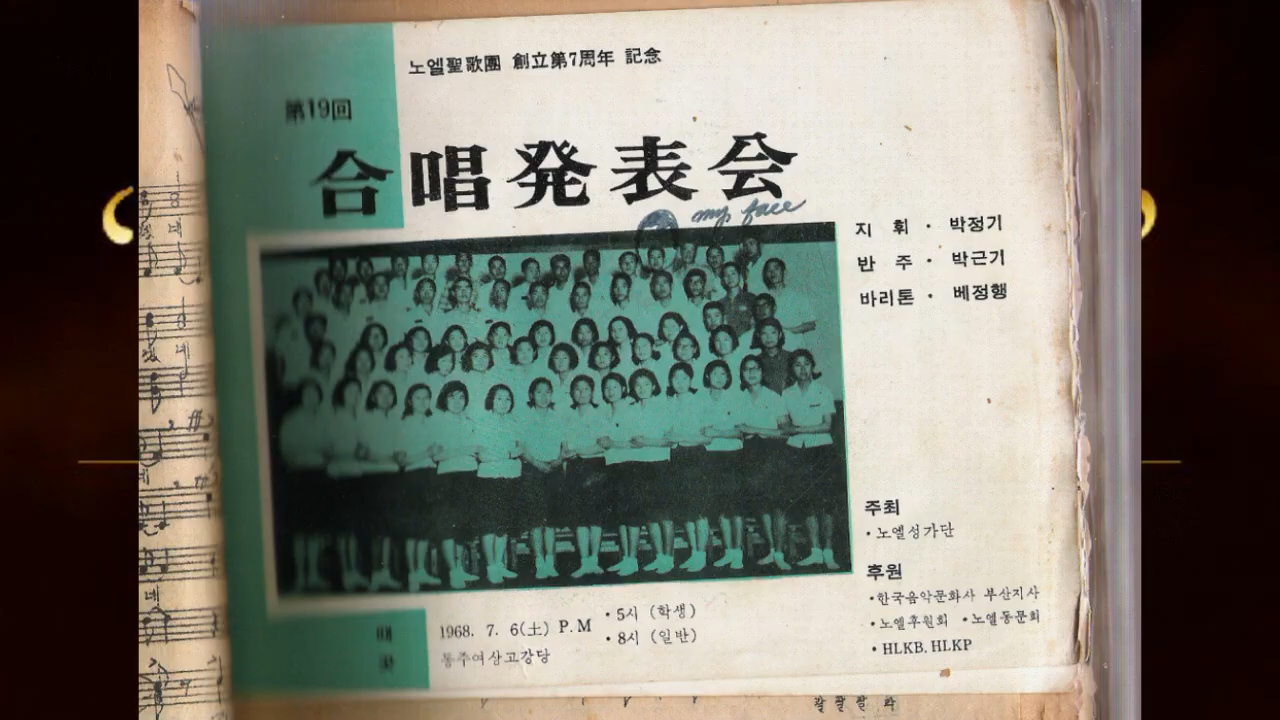 노엘聖歌團 創立第7周年 記念
第19回
合唱発表会
my face
지 휘 · 박정기
반 주 · 박근기
바리톤 · 베정행
주최
· 노엘성가단
후원
· 한국음악문화사 부산지사
· 노엘후원회 · 노엘동문회
· HLKB, HLKP
때 1968. 7. 6(土) P.M
· 5시 (학생)
· 8시 (일반)
곳 동주여상고강당